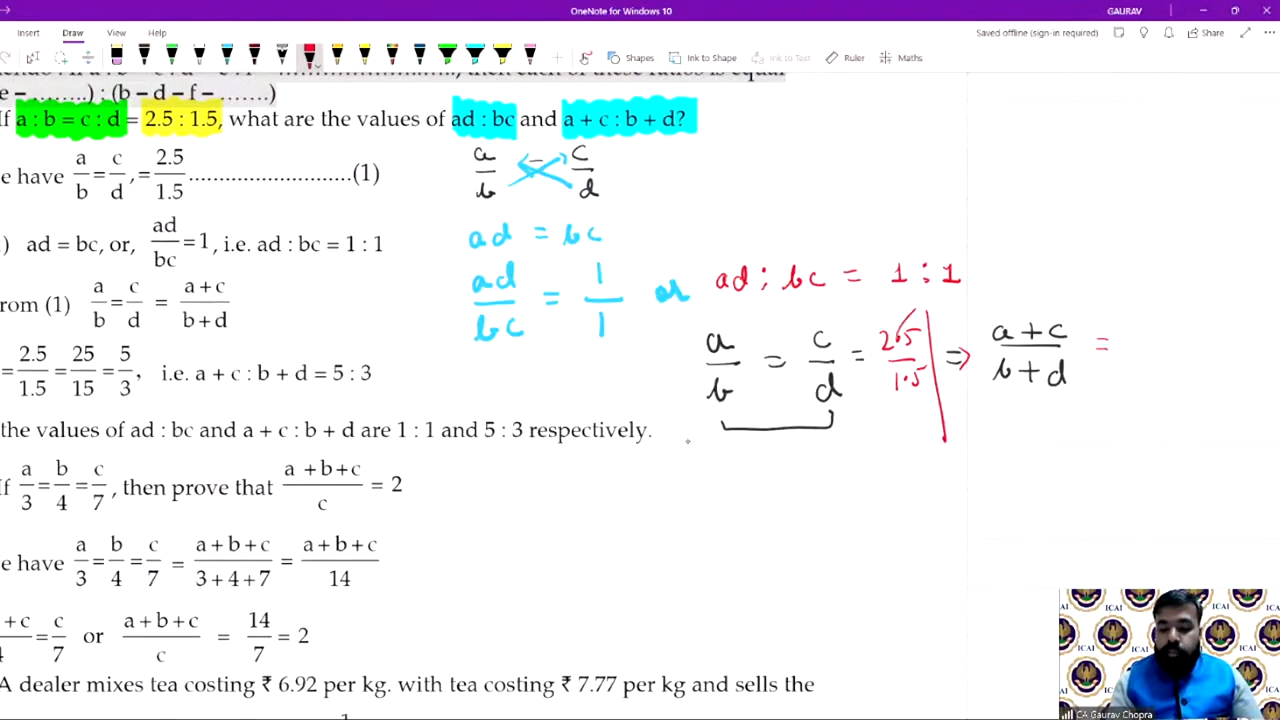 OneNote for Windows 10
GAURAV
Insert Draw View Help
Saved offline (sign-in required) Share
Shapes Ink to Shape Ink to Text Ruler Maths
e – ........) : (b – d – f – ........)
If a : b = c : d = 2.5 : 1.5, what are the values of ad : bc and a + c : b + d?
e have a/b = c/d, = 2.5/1.5 ..............................(1)
) ad = bc, or, ad/bc = 1, i.e. ad : bc = 1 : 1
rom (1) a/b = c/d = a + c/b + d
= 2.5/1.5 = 25/15 = 5/3, i.e. a + c : b + d = 5 : 3
the values of ad : bc and a + c : b + d are 1 : 1 and 5 : 3 respectively.
If a/3 = b/4 = c/7, then prove that a + b + c/c = 2
e have a/3 = b/4 = c/7 = a + b + c/3 + 4 + 7 = a + b + c/14
+ c/4 = c/7 or a + b + c/c = 14/7 = 2
A dealer mixes tea costing ₹ 6.92 per kg. with tea costing ₹ 7.77 per kg and sells the
a/b = c/d
ad = bc
ad/bc = 1/1 or ad : bc = 1 : 1
a/b = c/d = 2.5/1.5 ⇒ a + c/b + d =
ICAI
CA Gaurav Chopra